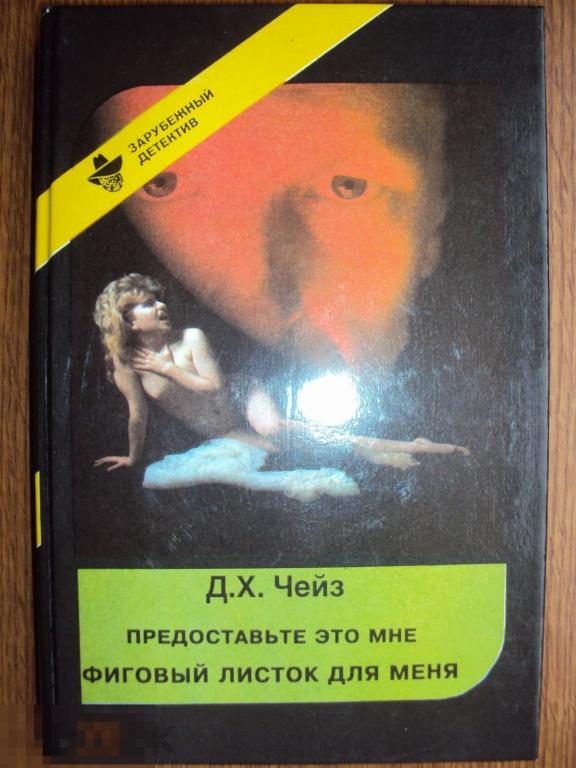 ЗАРУБЕЖНЫЙ
ДЕТЕКТИВ
Д.Х. Чейз
ПРЕДОСТАВЬТЕ ЭТО МНЕ
ФИГОВЫЙ ЛИСТОК ДЛЯ МЕНЯ